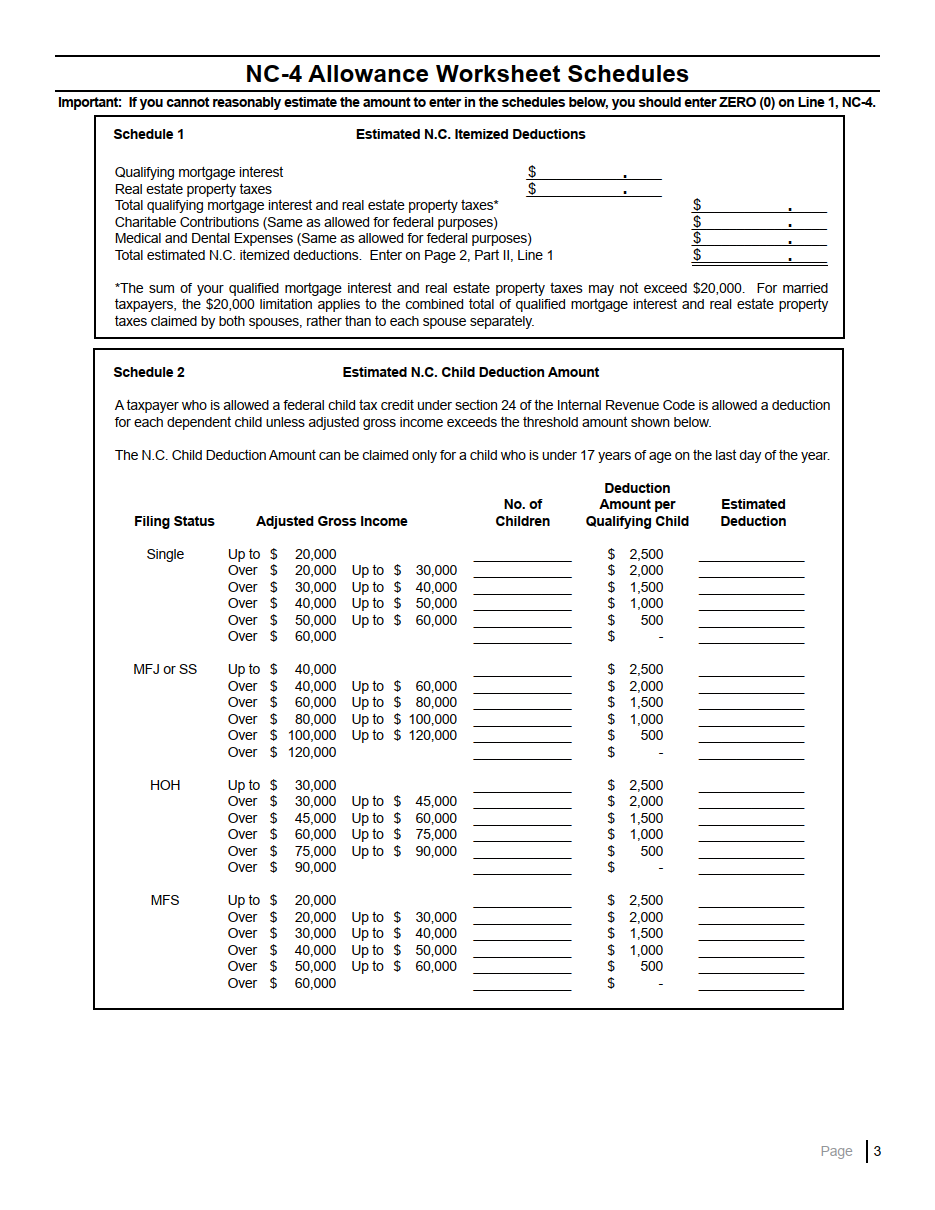 NC-4 Allowance Worksheet Schedules
Important: If you cannot reasonably estimate the amount to enter in the schedules below, you should enter ZERO (0) on Line 1, NC-4.
Schedule 1 Estimated N.C. Itemized Deductions
Qualifying mortgage interest $ .
Real estate property taxes $ .
Total qualifying mortgage interest and real estate property taxes* $ .
Charitable Contributions (Same as allowed for federal purposes) $ .
Medical and Dental Expenses (Same as allowed for federal purposes) $ .
Total estimated N.C. itemized deductions. Enter on Page 2, Part II, Line 1 $ .
*The sum of your qualified mortgage interest and real estate property taxes may not exceed $20,000. For married
taxpayers, the $20,000 limitation applies to the combined total of qualified mortgage interest and real estate property
taxes claimed by both spouses, rather than to each spouse separately.
Schedule 2 Estimated N.C. Child Deduction Amount
A taxpayer who is allowed a federal child tax credit under section 24 of the Internal Revenue Code is allowed a deduction
for each dependent child unless adjusted gross income exceeds the threshold amount shown below.
The N.C. Child Deduction Amount can be claimed only for a child who is under 17 years of age on the last day of the year.
Deduction
No. of Amount per Estimated
Filing Status Adjusted Gross Income Children Qualifying Child Deduction
Single Up to $ 20,000 $ 2,500
Over $ 20,000 Up to $ 30,000 $ 2,000
Over $ 30,000 Up to $ 40,000 $ 1,500
Over $ 40,000 Up to $ 50,000 $ 1,000
Over $ 50,000 Up to $ 60,000 $ 500
Over $ 60,000 $ -
MFJ or SS Up to $ 40,000 $ 2,500
Over $ 40,000 Up to $ 60,000 $ 2,000
Over $ 60,000 Up to $ 80,000 $ 1,500
Over $ 80,000 Up to $ 100,000 $ 1,000
Over $ 100,000 Up to $ 120,000 $ 500
Over $ 120,000 $ -
HOH Up to $ 30,000 $ 2,500
Over $ 30,000 Up to $ 45,000 $ 2,000
Over $ 45,000 Up to $ 60,000 $ 1,500
Over $ 60,000 Up to $ 75,000 $ 1,000
Over $ 75,000 Up to $ 90,000 $ 500
Over $ 90,000 $ -
MFS Up to $ 20,000 $ 2,500
Over $ 20,000 Up to $ 30,000 $ 2,000
Over $ 30,000 Up to $ 40,000 $ 1,500
Over $ 40,000 Up to $ 50,000 $ 1,000
Over $ 50,000 Up to $ 60,000 $ 500
Over $ 60,000 $ -
Page 3